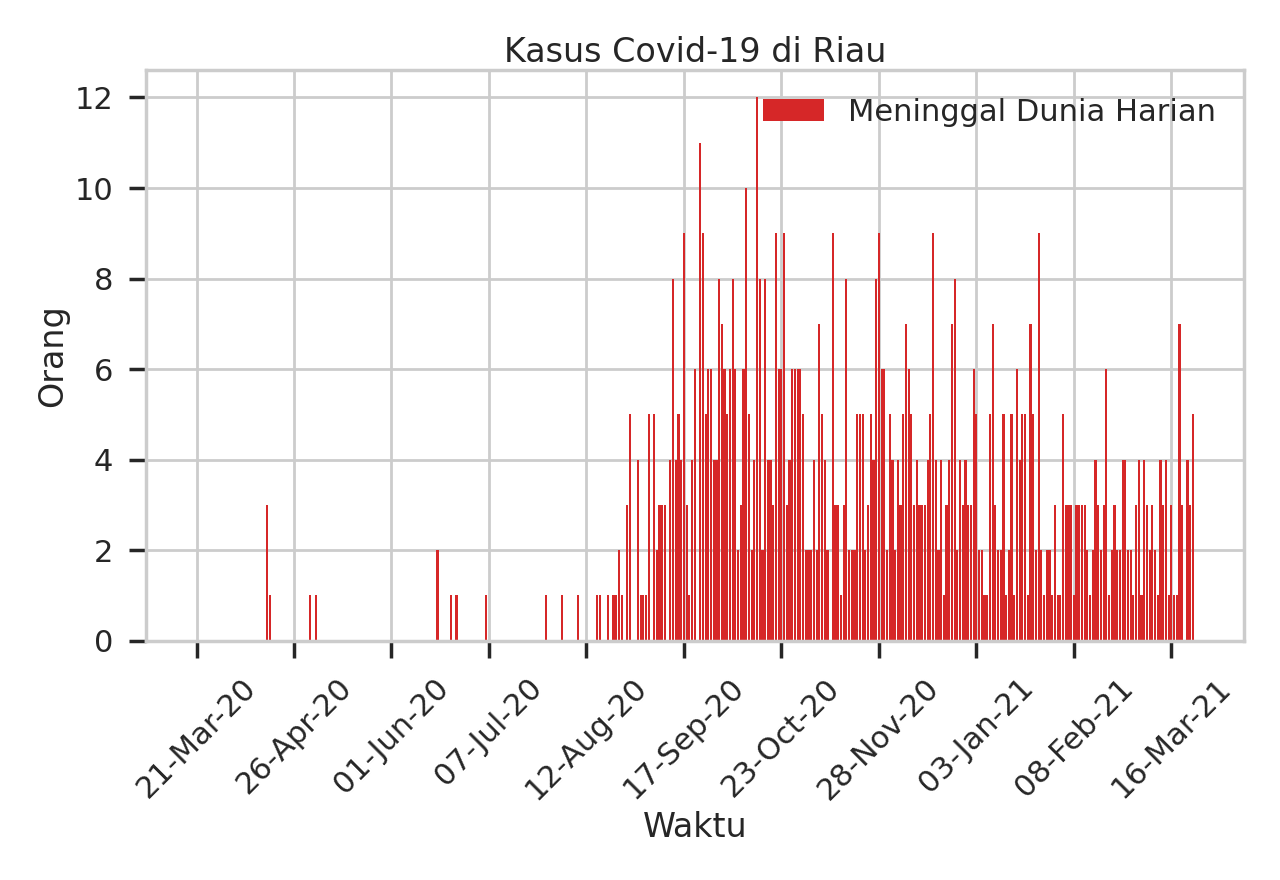 Kasus Covid-19 di Riau
Meninggal Dunia Harian
12
10
8
6
4
2
0
Orang
21-Mar-20
26-Apr-20
01-Jun-20
07-Jul-20
12-Aug-20
17-Sep-20
23-Oct-20
28-Nov-20
03-Jan-21
08-Feb-21
16-Mar-21
Waktu